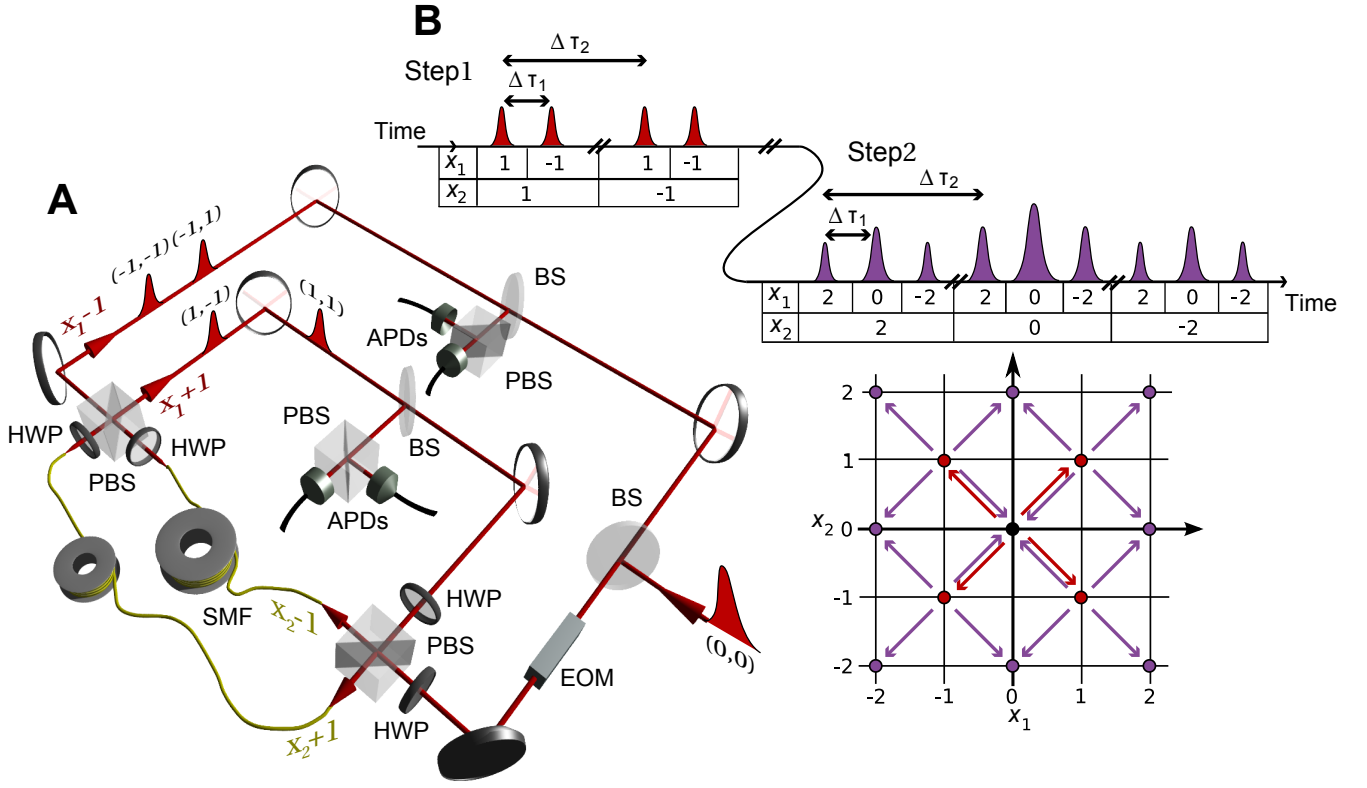 A
(-1,-1) (-1,1)
(1,-1)
(1,1)
x₁-1
x₁+1
BS
APDs
PBS
HWP
HWP
PBS
PBS
BS
APDs
BS
SMF
x₂-1
HWP
PBS
(0,0)
EOM
HWP
x₂+1
B
Step1
Δ τ₂
Δ τ₁
Time
x₁ 1 -1 1 -1
x₂ 1 -1
Step2
Δ τ₂
Δ τ₁
x₁ 2 0 -2 2 0 -2 2 0 -2 Time
x₂ 2 0 -2
2
1
x₂ 0
-1
-2
-2 -1 0 1 2
x₁